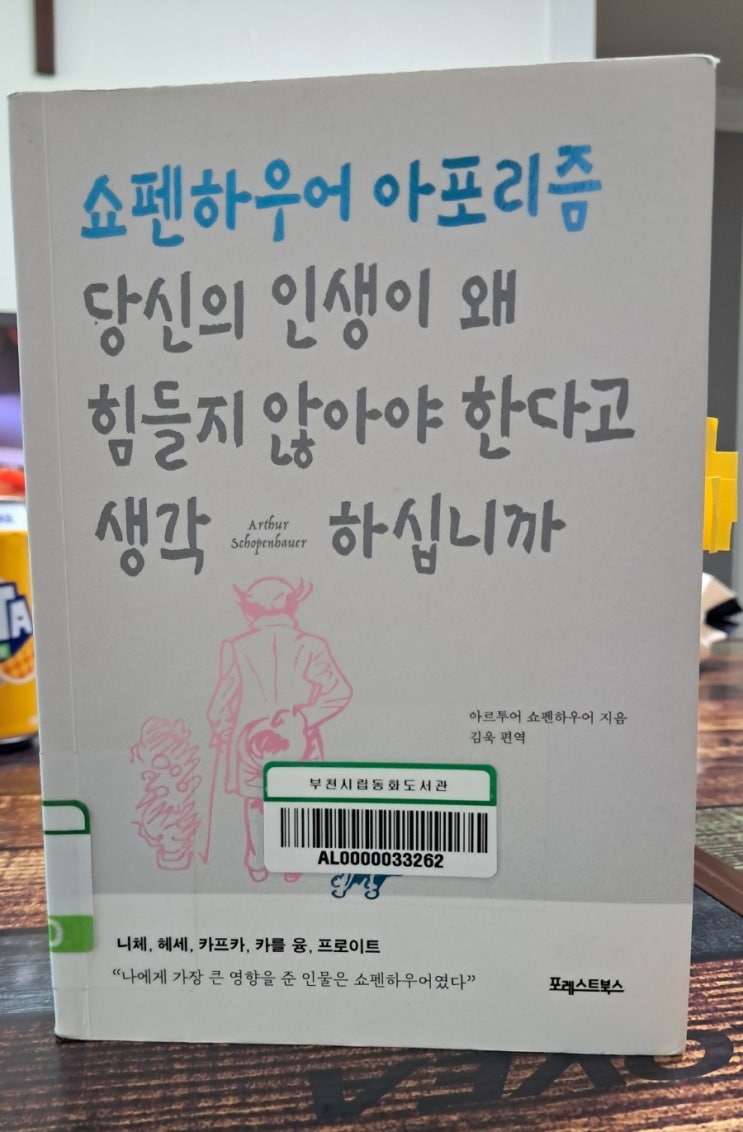 쇼펜하우어 아포리즘
당신의 인생이 왜
힘들지 않아야 한다고
생각 하십니까
Arthur
Schopenhauer
아르투어 쇼펜하우어 지음
김욱 편역
부천시립동화도서관
AL0000033262
니체, 헤세, 카프카, 카를 융, 프로이트
“나에게 가장 큰 영향을 준 인물은 쇼펜하우어였다”
포레스트북스